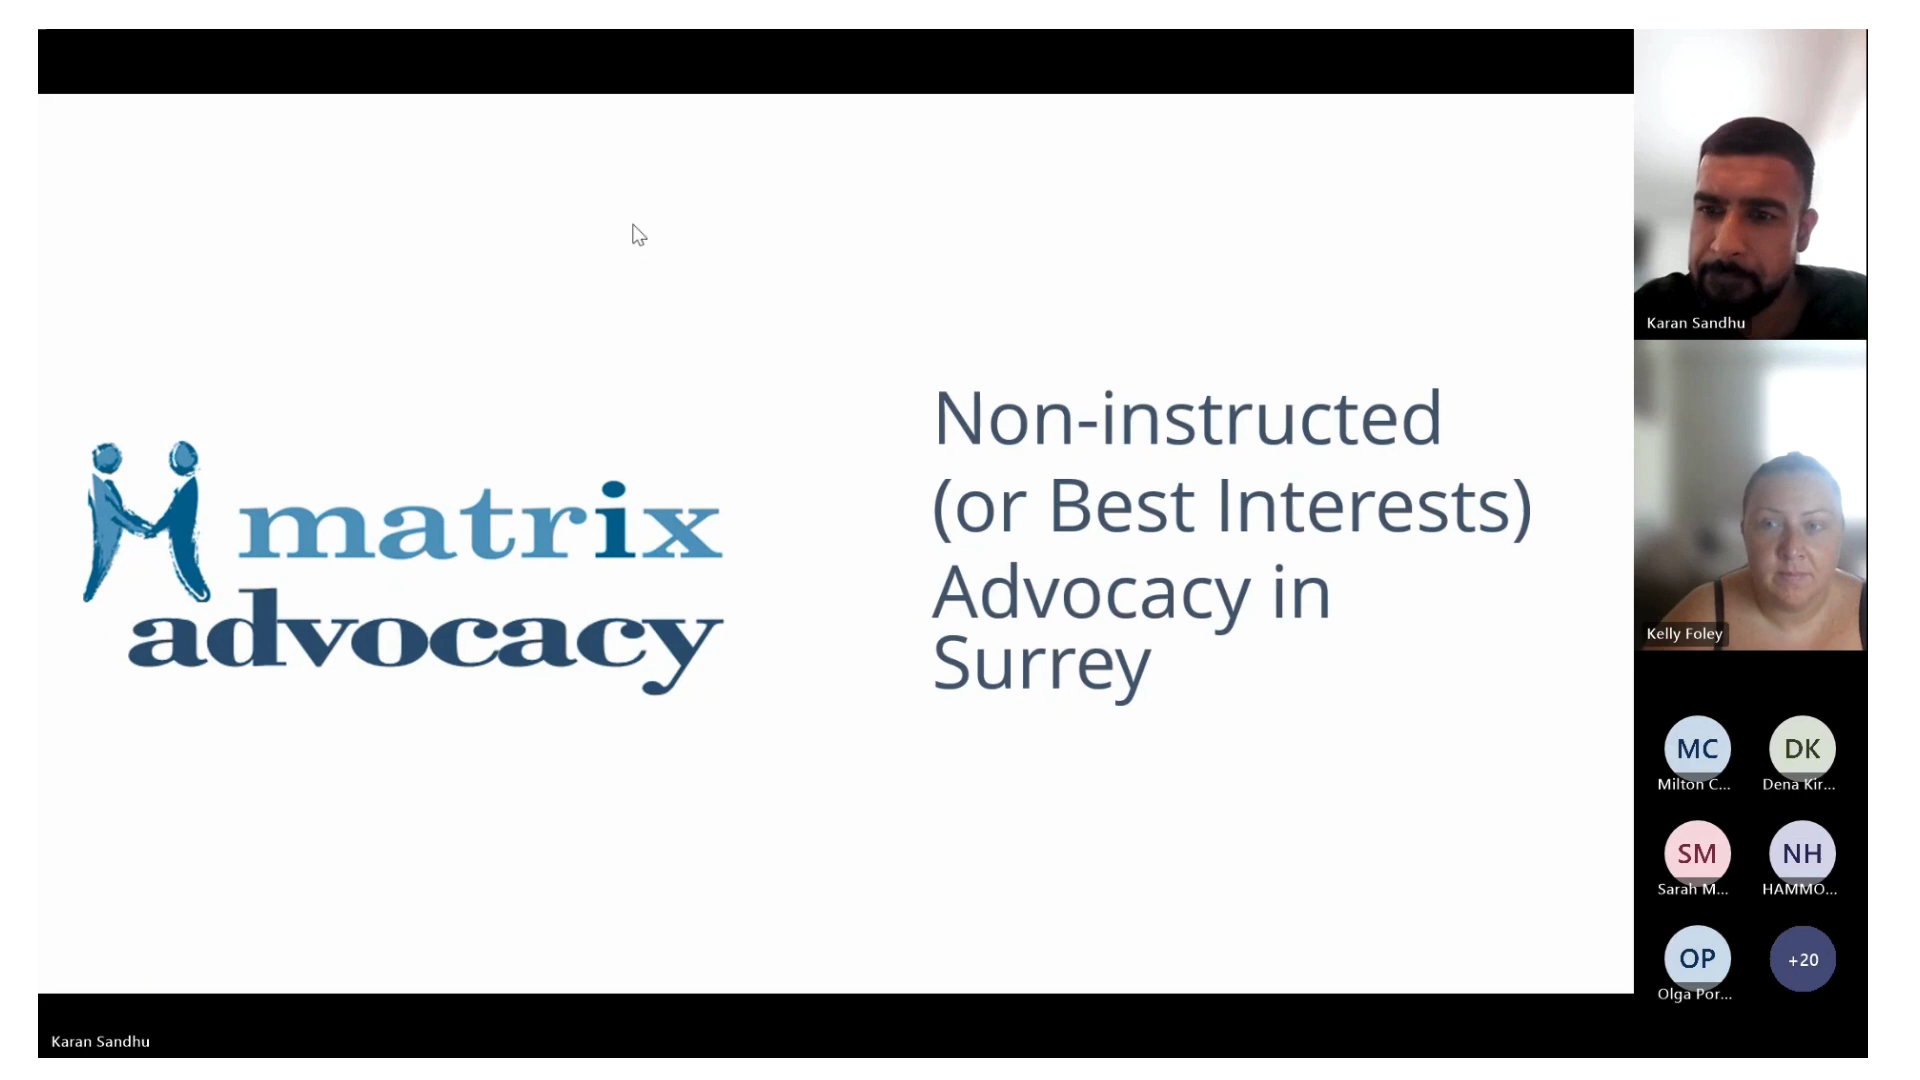 matrix
advocacy
Non-instructed
(or Best Interests)
Advocacy in
Surrey
Karan Sandhu
Kelly Foley
MC
DK
Milton C...
Dena Kir...
SM
NH
Sarah M...
HAMMO...
OP
+20
Olga Por...
Karan Sandhu